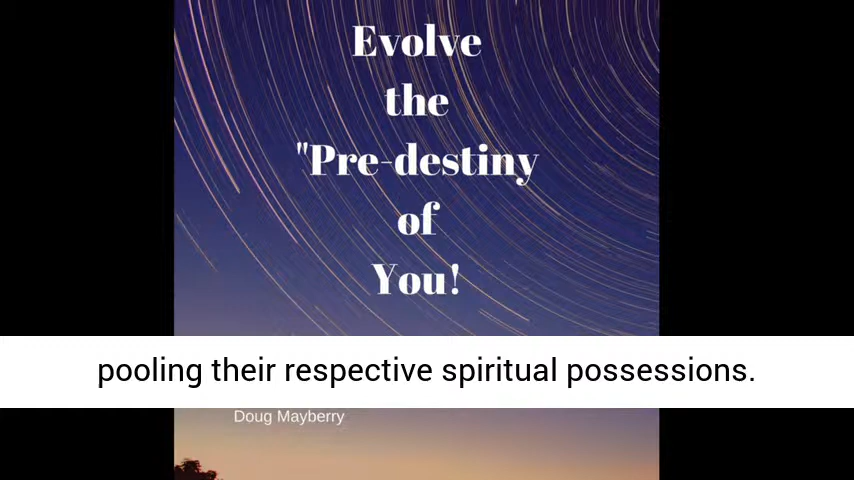 Evolve
the
"Pre-destiny
of
You!
pooling their respective spiritual possessions.
Doug Mayberry